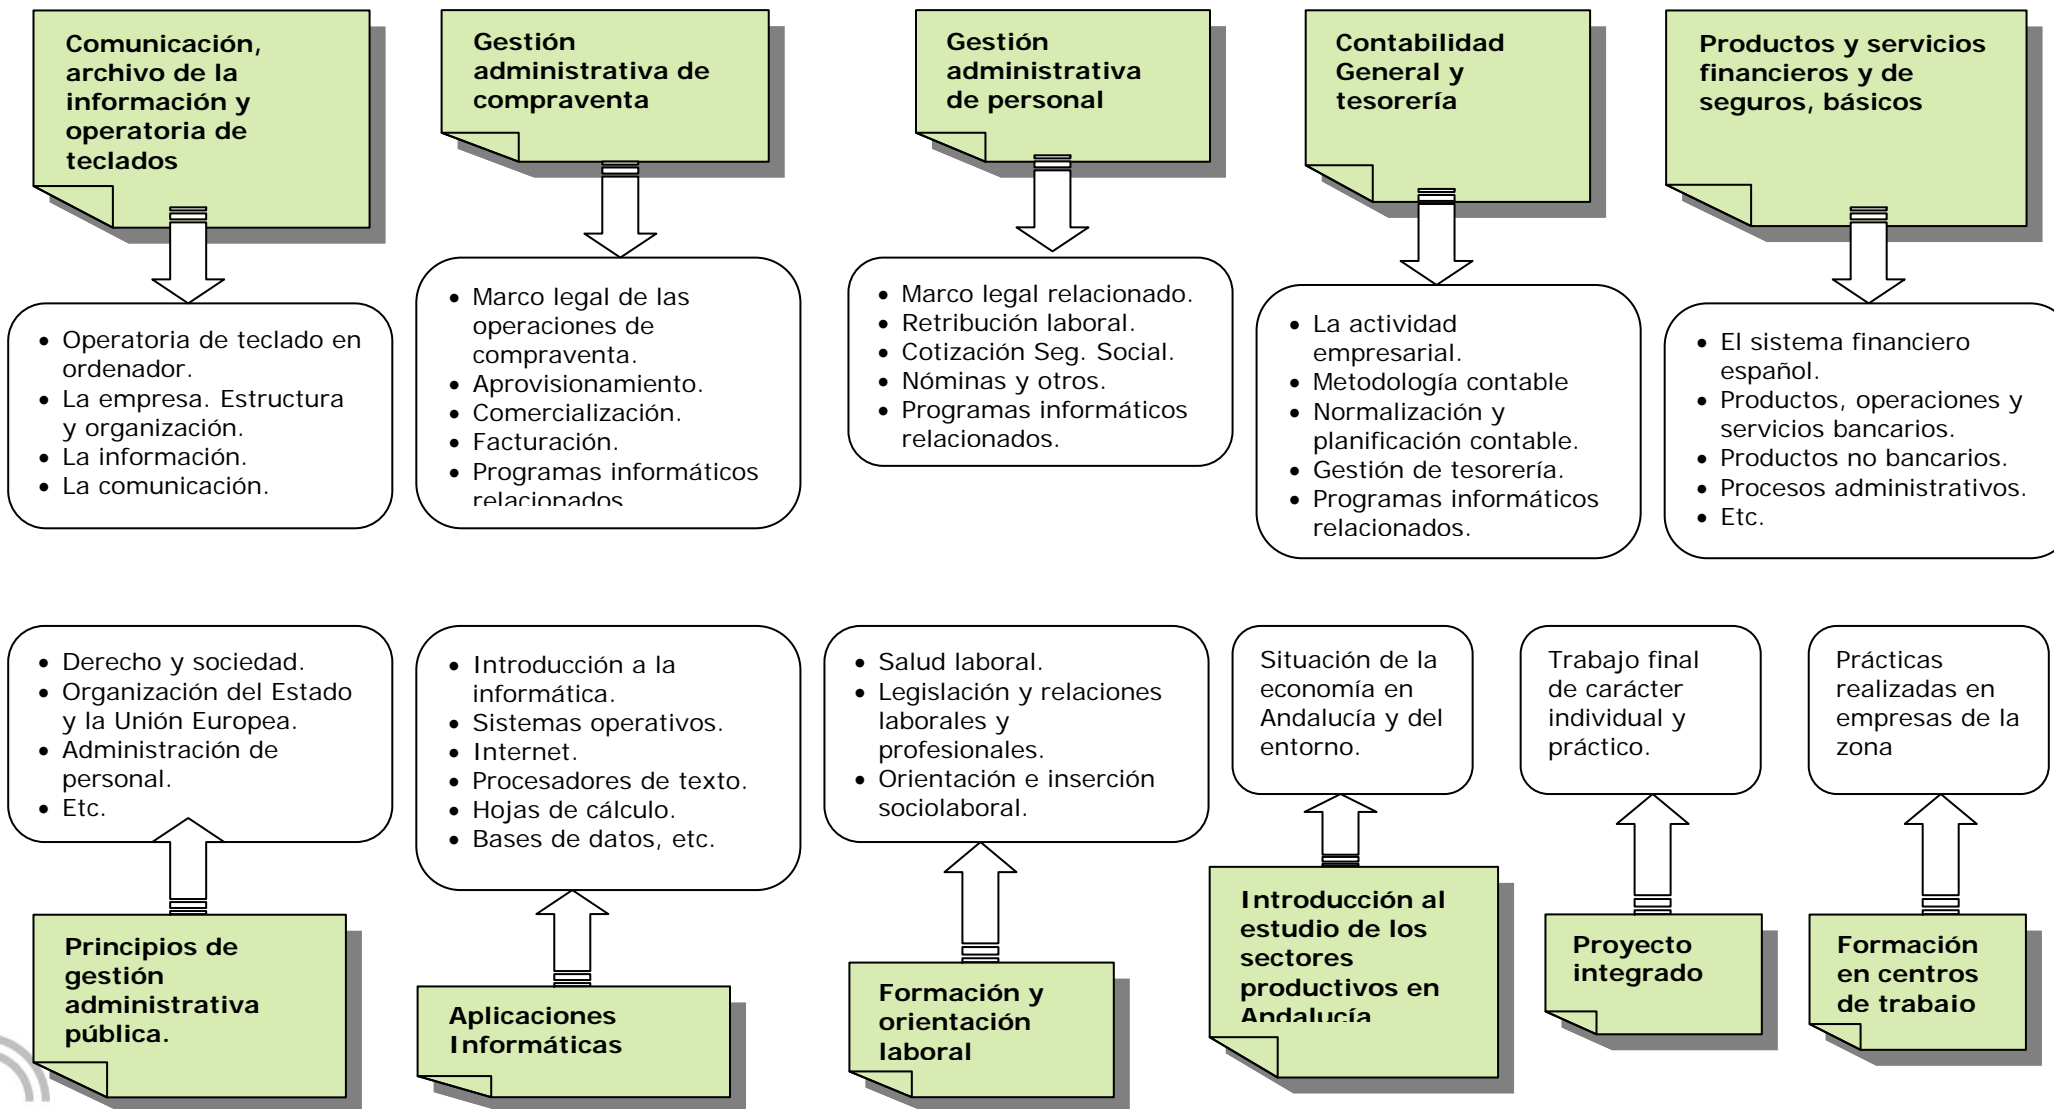 Comunicación,
archivo de la
información y
operatoria de
teclados
Gestión
administrativa de
compraventa
Gestión
administrativa
de personal
Contabilidad
General y
tesorería
Productos y servicios
financieros y de
seguros, básicos
• Operatoria de teclado en
ordenador.
• La empresa. Estructura
y organización.
• La información.
• La comunicación.
• Marco legal de las
operaciones de
compraventa.
• Aprovisionamiento.
• Comercialización.
• Facturación.
• Programas informáticos
relacionados
• Marco legal relacionado.
• Retribución laboral.
• Cotización Seg. Social.
• Nóminas y otros.
• Programas informáticos
relacionados.
• La actividad
empresarial.
• Metodología contable
• Normalización y
planificación contable.
• Gestión de tesorería.
• Programas informáticos
relacionados.
• El sistema financiero
español.
• Productos, operaciones y
servicios bancarios.
• Productos no bancarios.
• Procesos administrativos.
• Etc.
• Derecho y sociedad.
• Organización del Estado
y la Unión Europea.
• Administración de
personal.
• Etc.
• Introducción a la
informática.
• Sistemas operativos.
• Internet.
• Procesadores de texto.
• Hojas de cálculo.
• Bases de datos, etc.
• Salud laboral.
• Legislación y relaciones
laborales y
profesionales.
• Orientación e inserción
sociolaboral.
Situación de la
economía en
Andalucía y del
entorno.
Trabajo final
de carácter
individual y
práctico.
Prácticas
realizadas en
empresas de la
zona
Principios de
gestión
administrativa
pública.
Aplicaciones
Informáticas
Formación y
orientación
laboral
Introducción al
estudio de los
sectores
productivos en
Andalucía
Proyecto
integrado
Formación
en centros
de trabajo